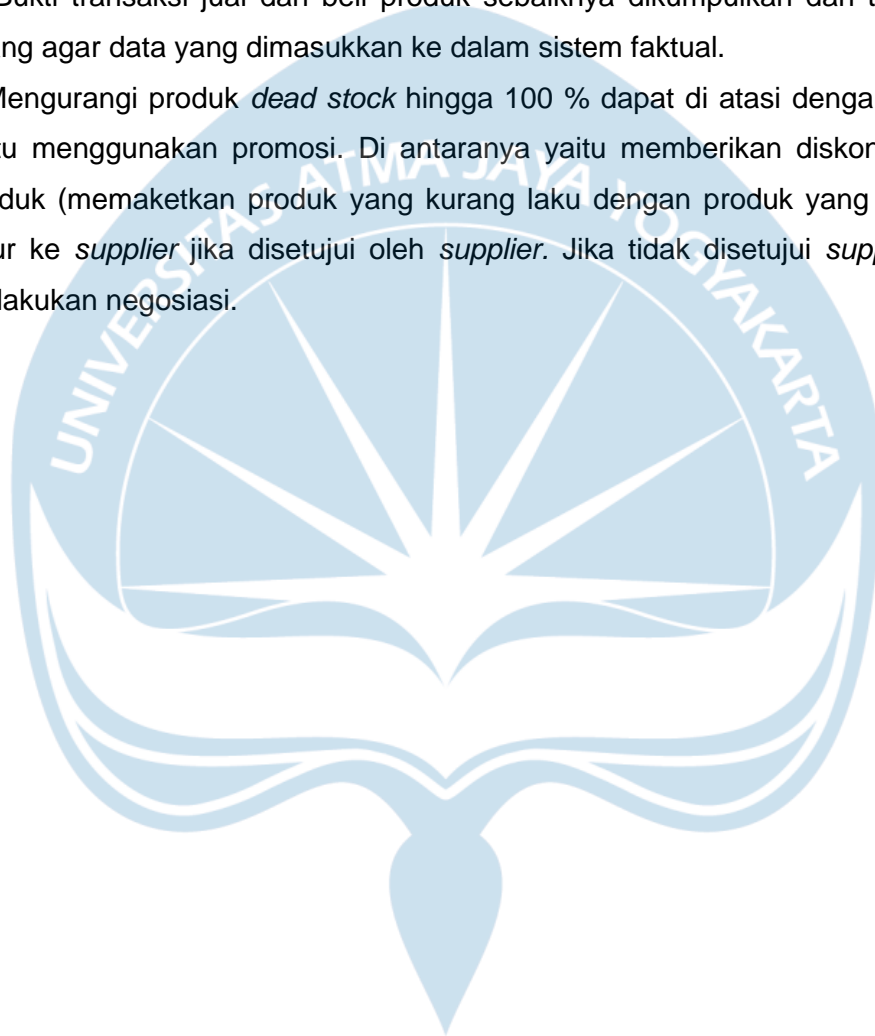 Bukti transaksi jual dan beli produk sebaiknya dikumpulkan dan
ng agar data yang dimasukkan ke dalam sistem faktual.
Mengurangi produk dead stock hingga 100 % dapat di atasi
tu menggunakan promosi. Di antaranya yaitu memberikan diskon
duk (memaketkan produk yang kurang laku dengan produk yang
ur ke supplier jika disetujui oleh supplier. Jika tidak disetujui
lakukan negosiasi.
UNIVERSITAS ATMA JAYA YOGYAKARTA